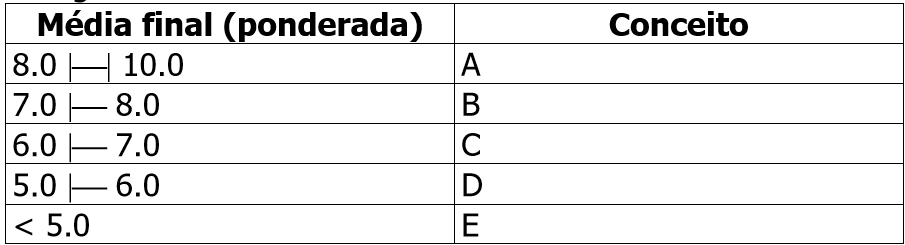 Média final (ponderada) Conceito
8.0 |—| 10.0 A
7.0 |— 8.0 B
6.0 |— 7.0 C
5.0 |— 6.0 D
< 5.0 E